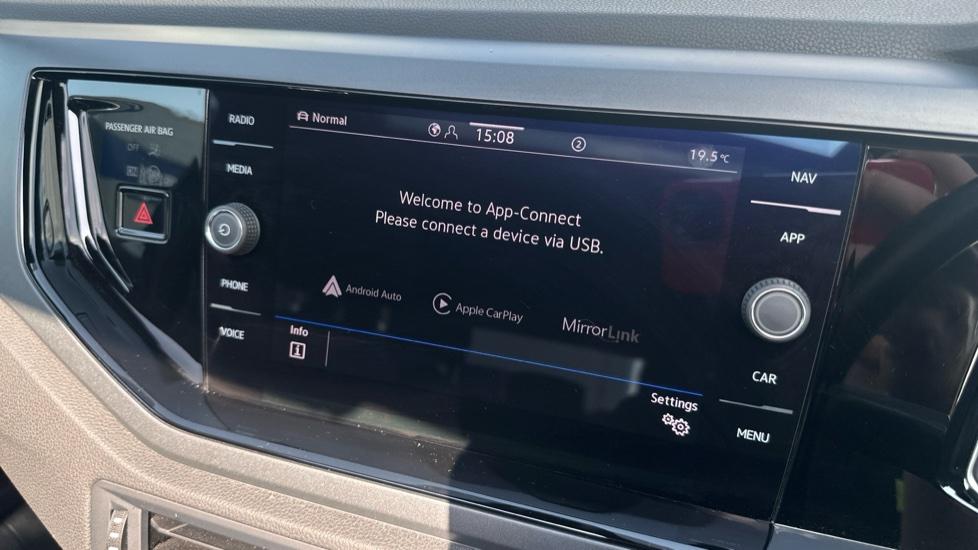 PASSENGER AIR BAG
OFF
RADIO
MEDIA
PHONE
VOICE
Normal
15:08
2
19.5°C
Welcome to App-Connect
Please connect a device via USB.
Android Auto
Apple CarPlay
MirrorLink
Info
Settings
NAV
APP
CAR
MENU